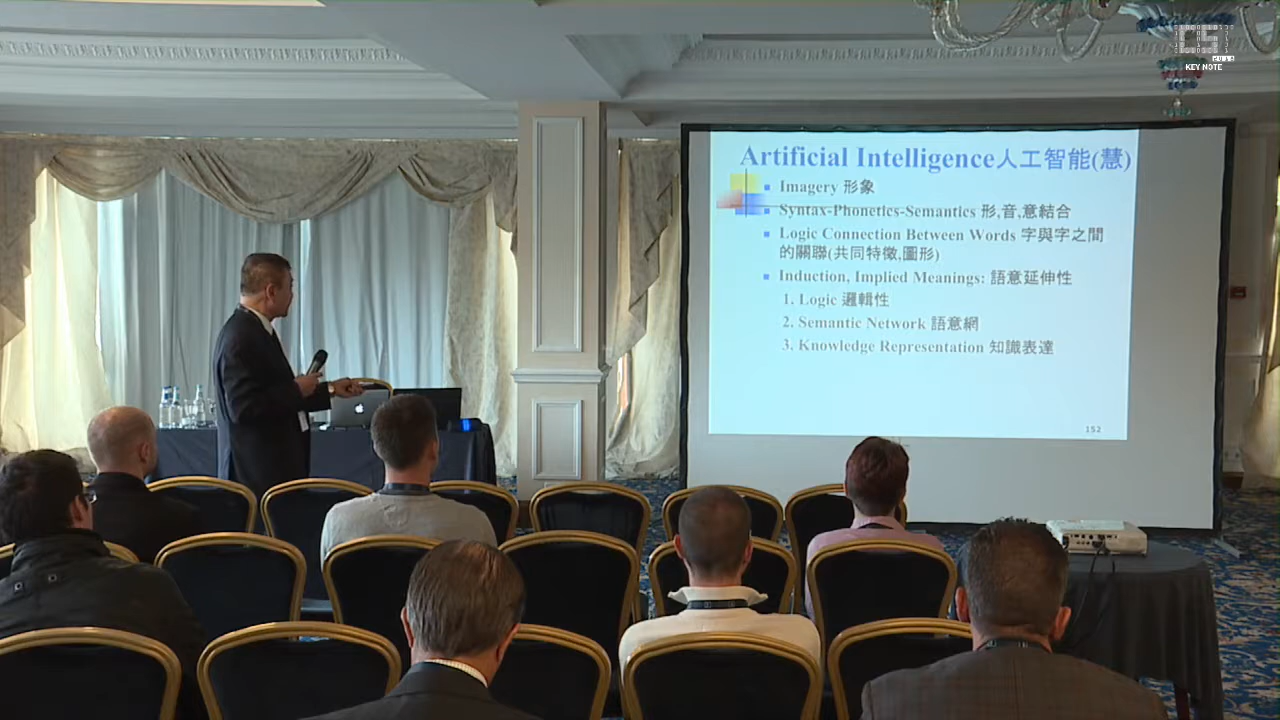 KEY NOTE
Artificial Intelligence人工智能(慧)
Imagery 形象
Syntax-Phonetics-Semantics 形,音,意結合
Logic Connection Between Words 字與字之間
的關聯(共同特徵,圖形)
Induction, Implied Meanings: 語意延伸性
1. Logic 邏輯性
2. Semantic Network 語意網
3. Knowledge Representation 知識表達
152